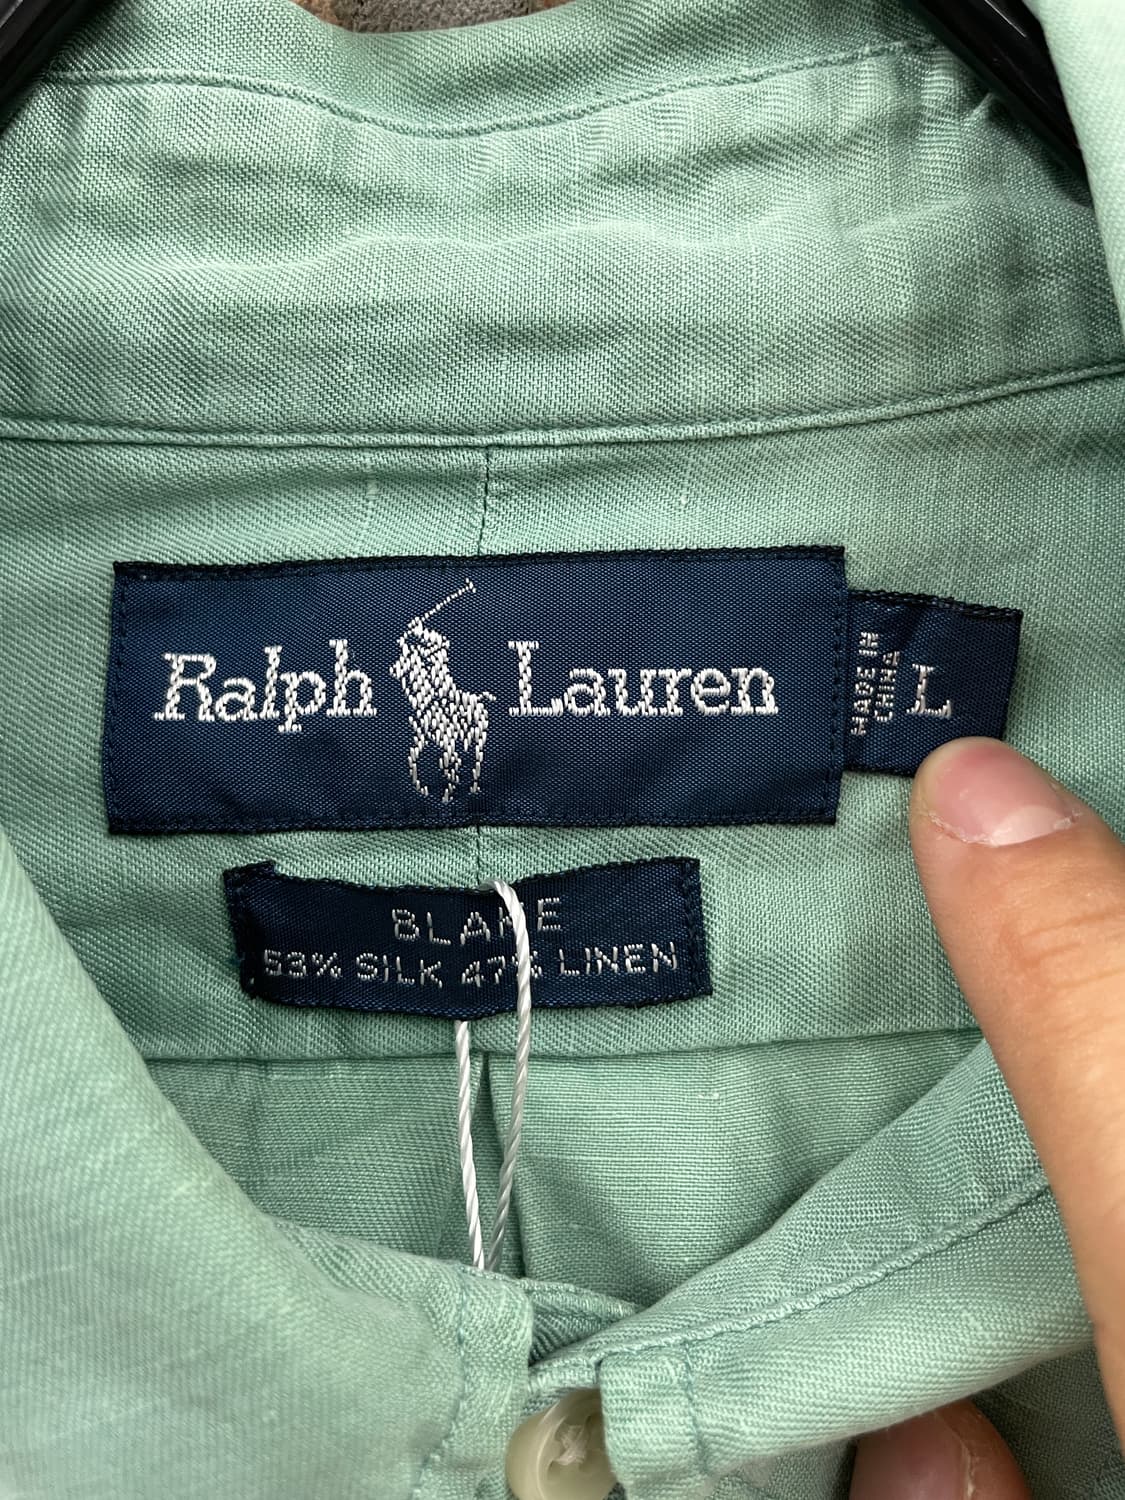 Ralph Lauren
MADE IN
CHINA
L
BLAKE
53% SILK 47% LINEN